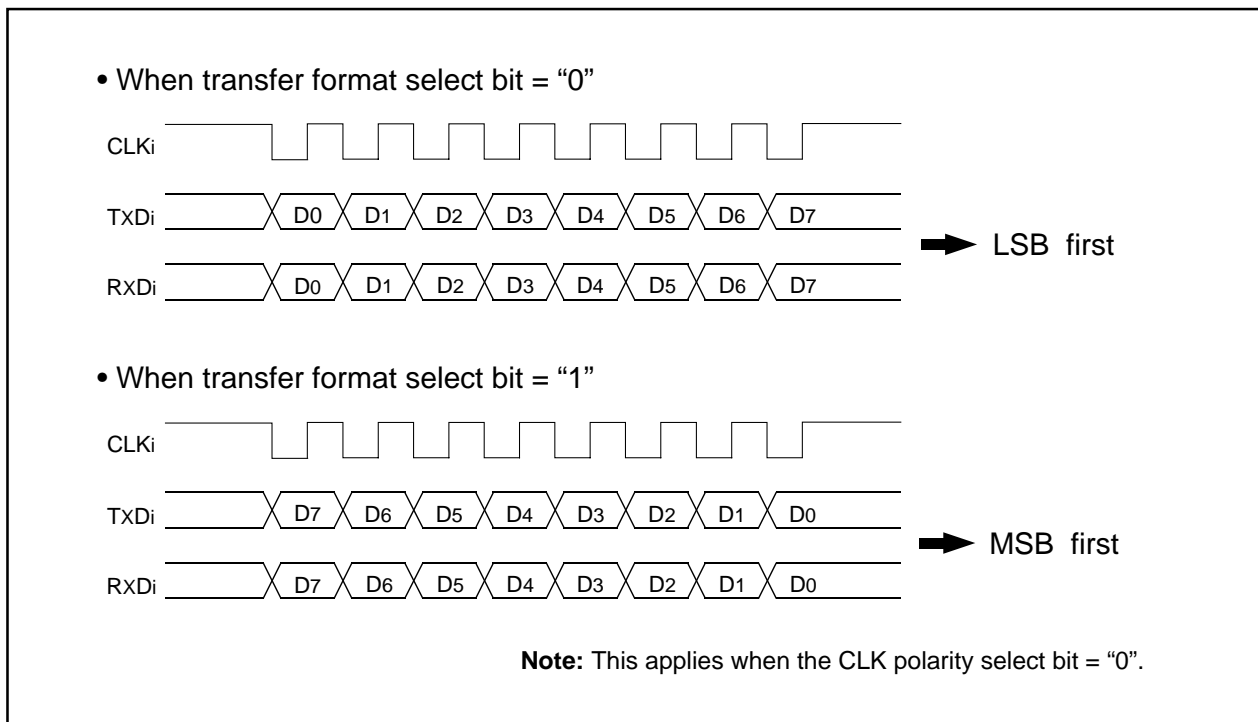 • When transfer format select bit = “0”
CLKi
TXDi D0 D1 D2 D3 D4 D5 D6 D7
RXDi D0 D1 D2 D3 D4 D5 D6 D7
LSB first
• When transfer format select bit = “1”
CLKi
TXDi D7 D6 D5 D4 D3 D2 D1 D0
RXDi D7 D6 D5 D4 D3 D2 D1 D0
MSB first
Note: This applies when the CLK polarity select bit = “0”.